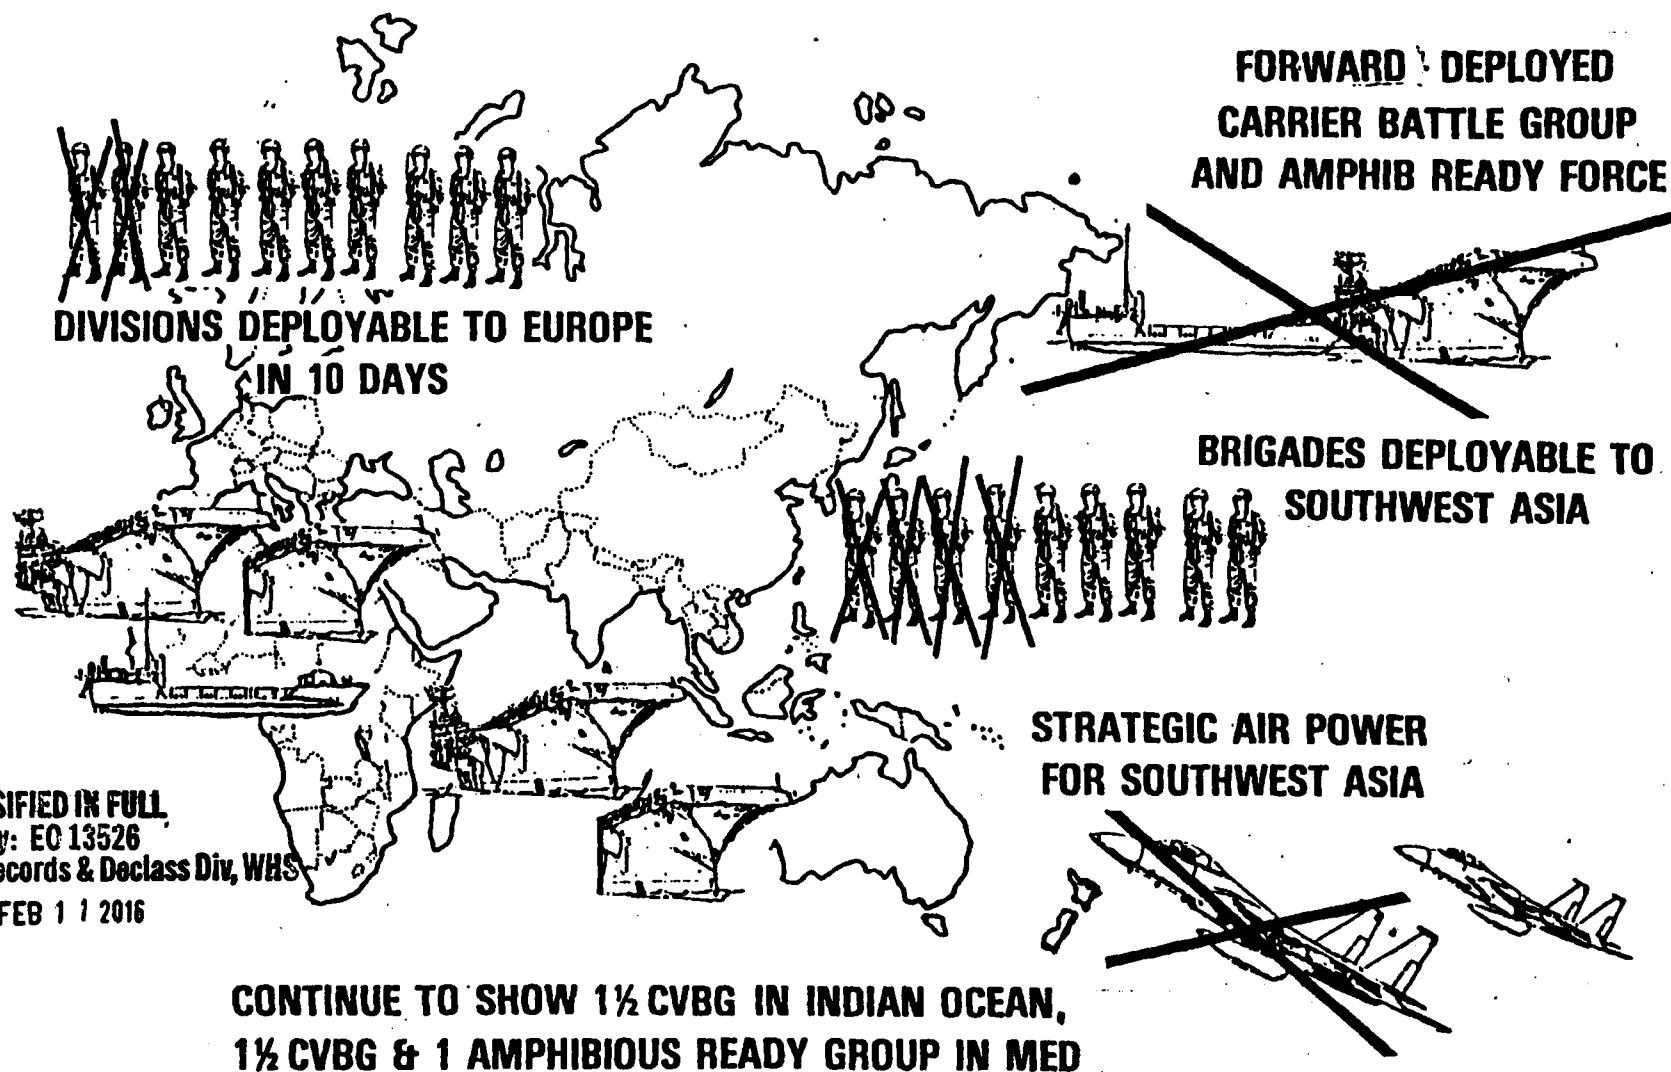 FORWARD DEPLOYED
CARRIER BATTLE GROUP
AND AMPHIB READY FORCE
DIVISIONS DEPLOYABLE TO EUROPE
IN 10 DAYS
BRIGADES DEPLOYABLE TO
SOUTHWEST ASIA
STRATEGIC AIR POWER
FOR SOUTHWEST ASIA
SIFIED IN FULL
y: EO 13526
ecords & Declass Div, WHS
FEB 1 1 2016
CONTINUE TO SHOW 1½ CVBG IN INDIAN OCEAN,
1½ CVBG & 1 AMPHIBIOUS READY GROUP IN MED